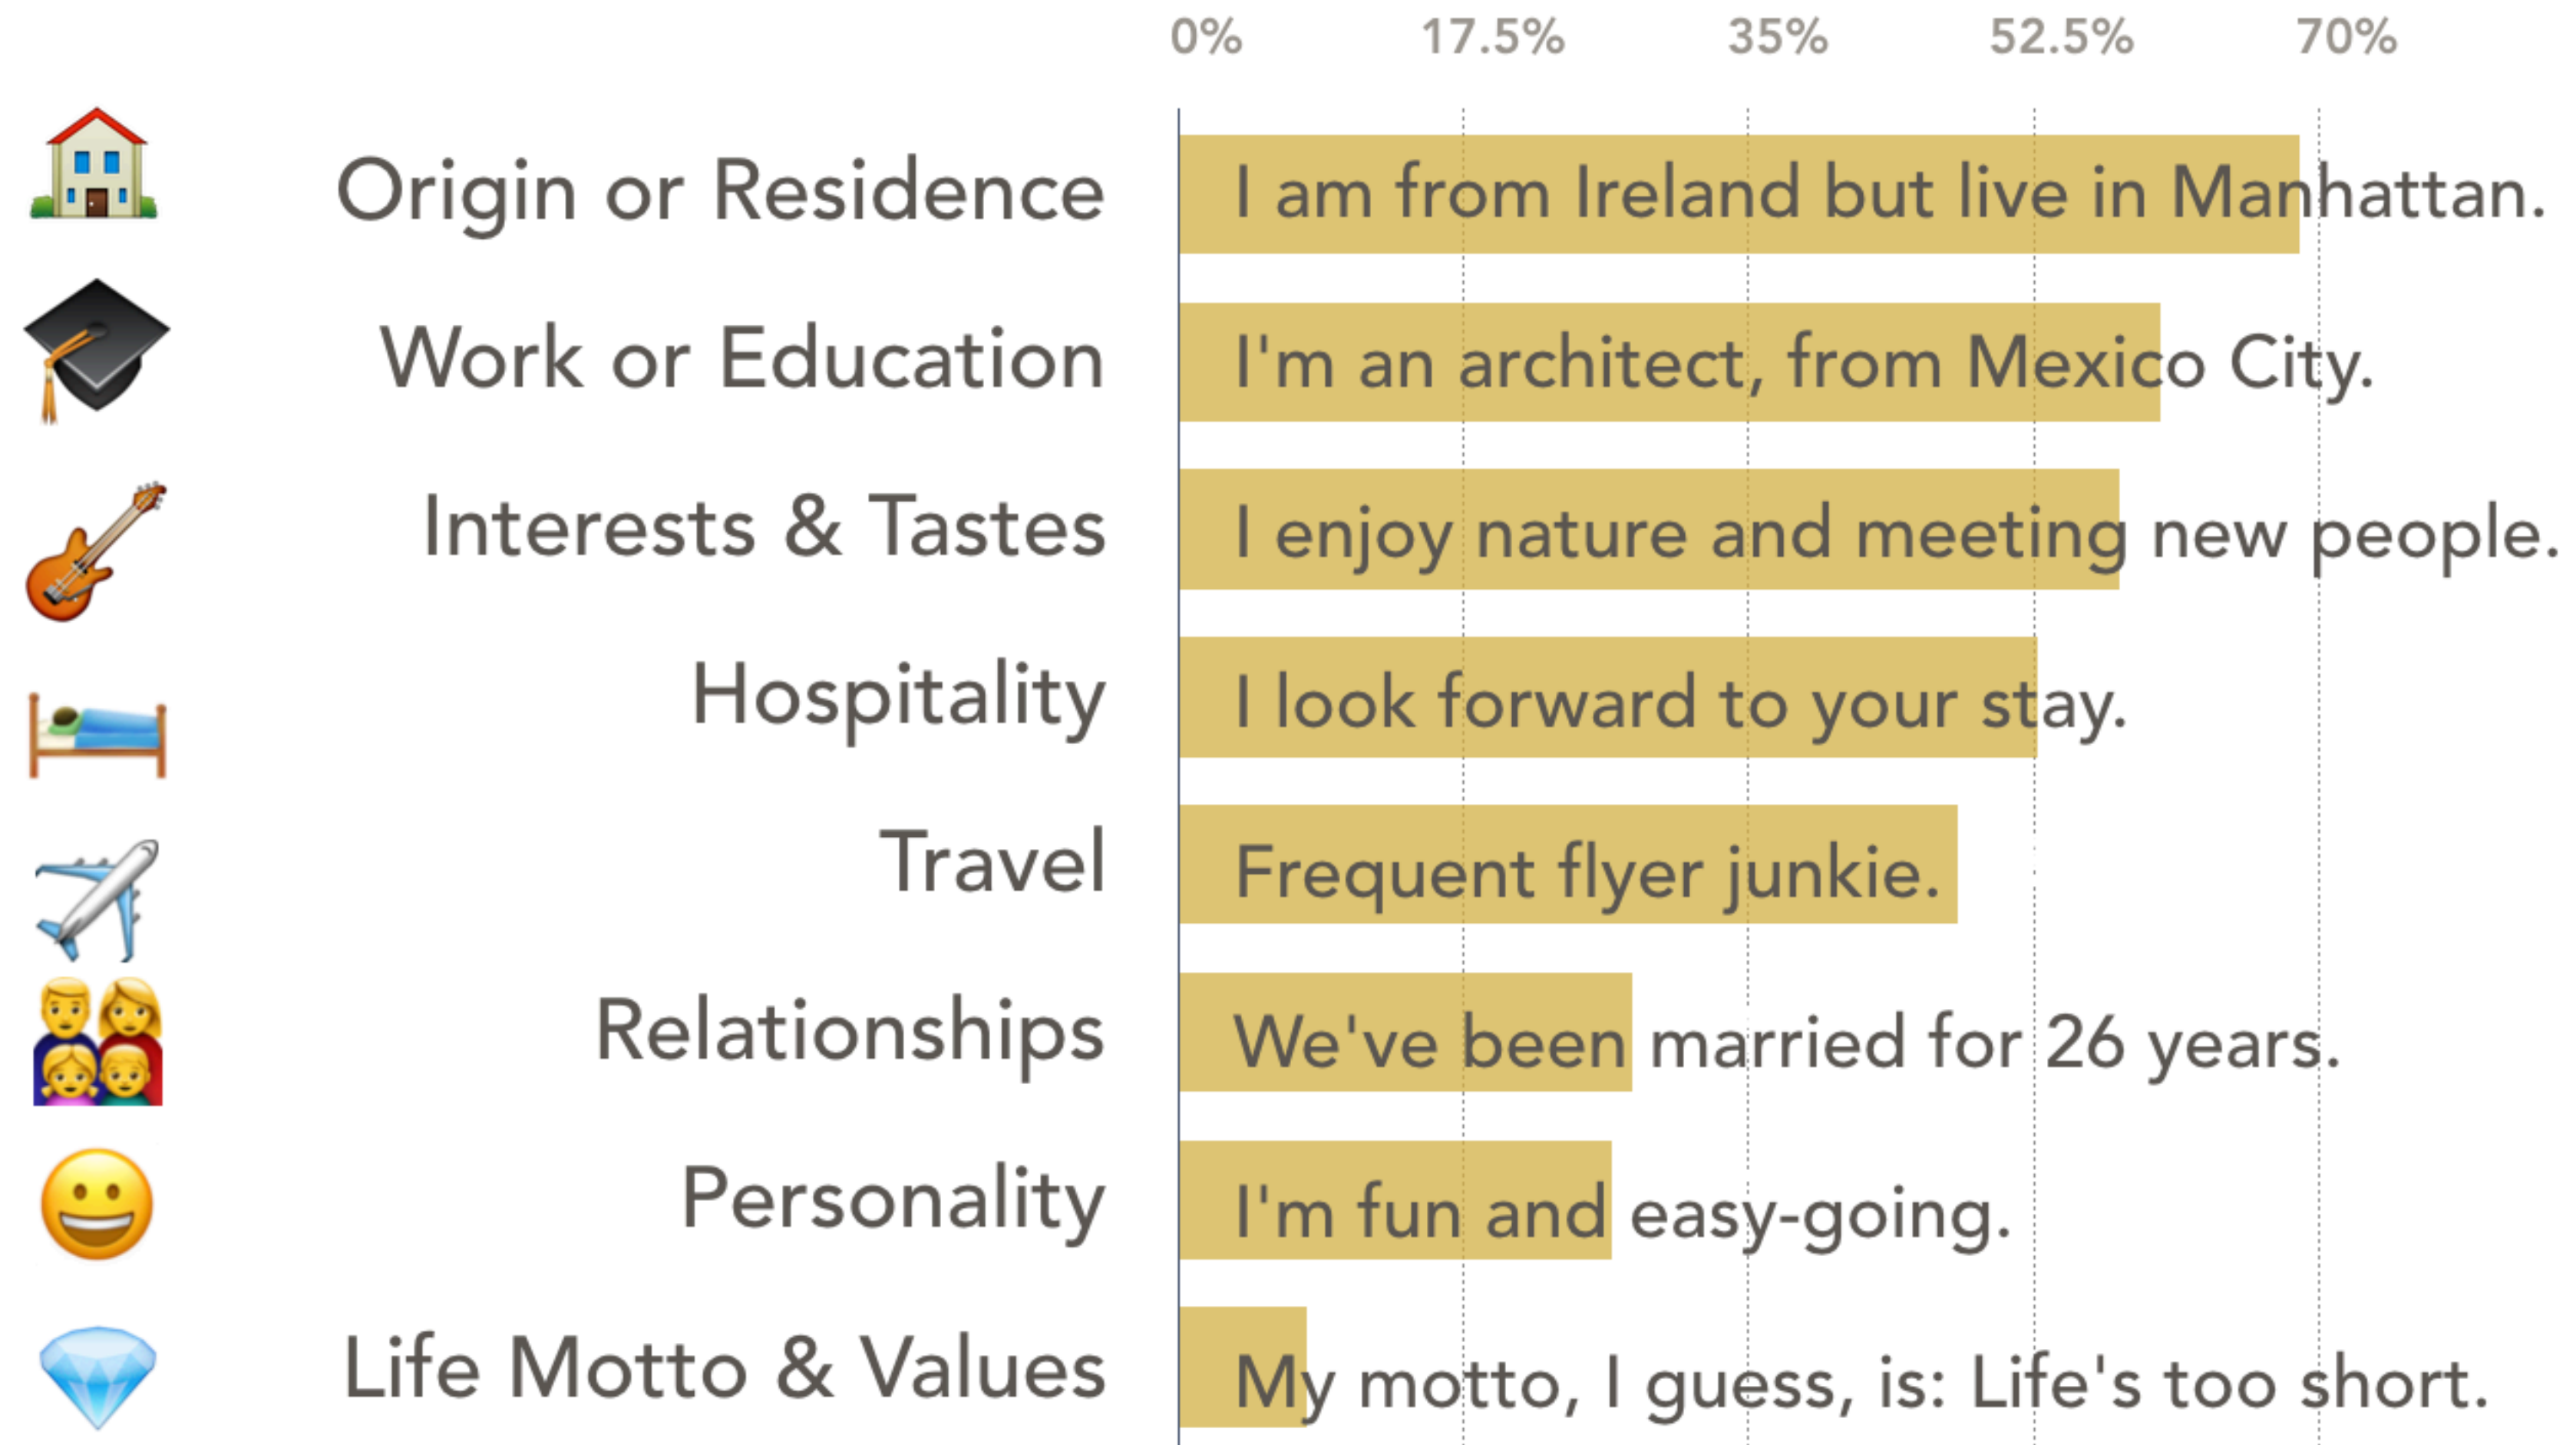 0% 17.5% 35% 52.5% 70%
Origin or Residence I am from Ireland but live in Manhattan.
Work or Education I'm an architect, from Mexico City.
Interests & Tastes I enjoy nature and meeting new people.
Hospitality I look forward to your stay.
Travel Frequent flyer junkie.
Relationships We've been married for 26 years.
Personality I'm fun and easy-going.
Life Motto & Values My motto, I guess, is: Life's too short.